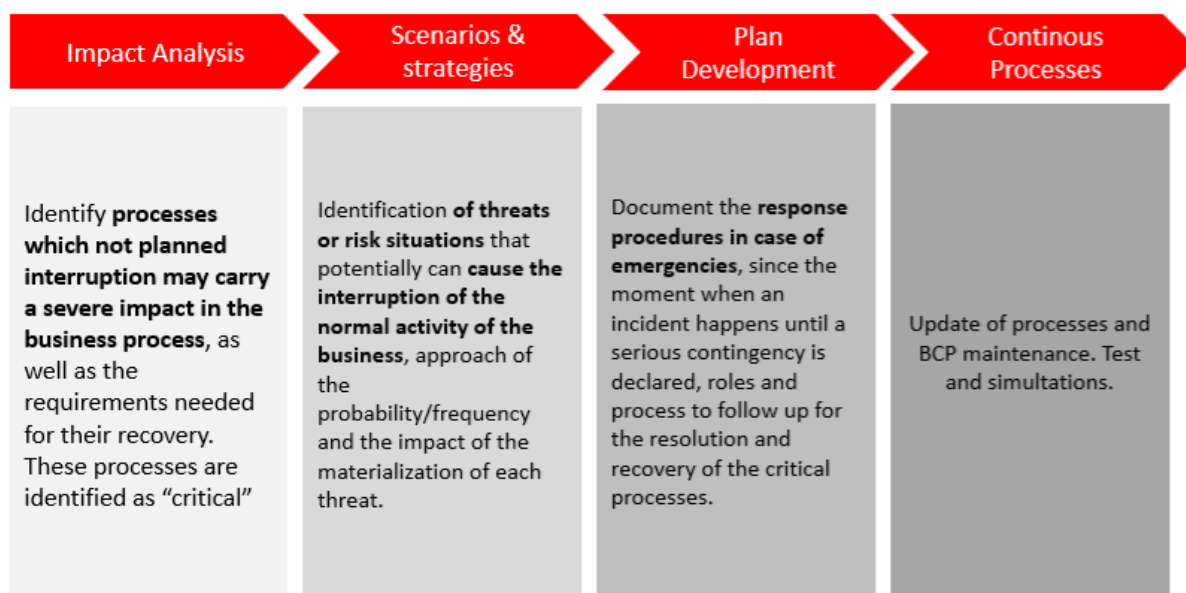 Impact Analysis
Scenarios &
strategies
Plan
Development
Continous
Processes
Identify processes
which not planned
interruption may carry
a severe impact in the
business process, as
well as the
requirements needed
for their recovery.
These processes are
identified as “critical”
Identification of threats
or risk situations that
potentially can cause the
interruption of the
normal activity of the
business, approach of
the
probability/frequency
and the impact of the
materialization of each
threat.
Document the response
procedures in case of
emergencies, since the
moment when an
incident happens until a
serious contingency is
declared, roles and
process to follow up for
the resolution and
recovery of the critical
processes.
Update of processes and
BCP maintenance. Test
and simultations.